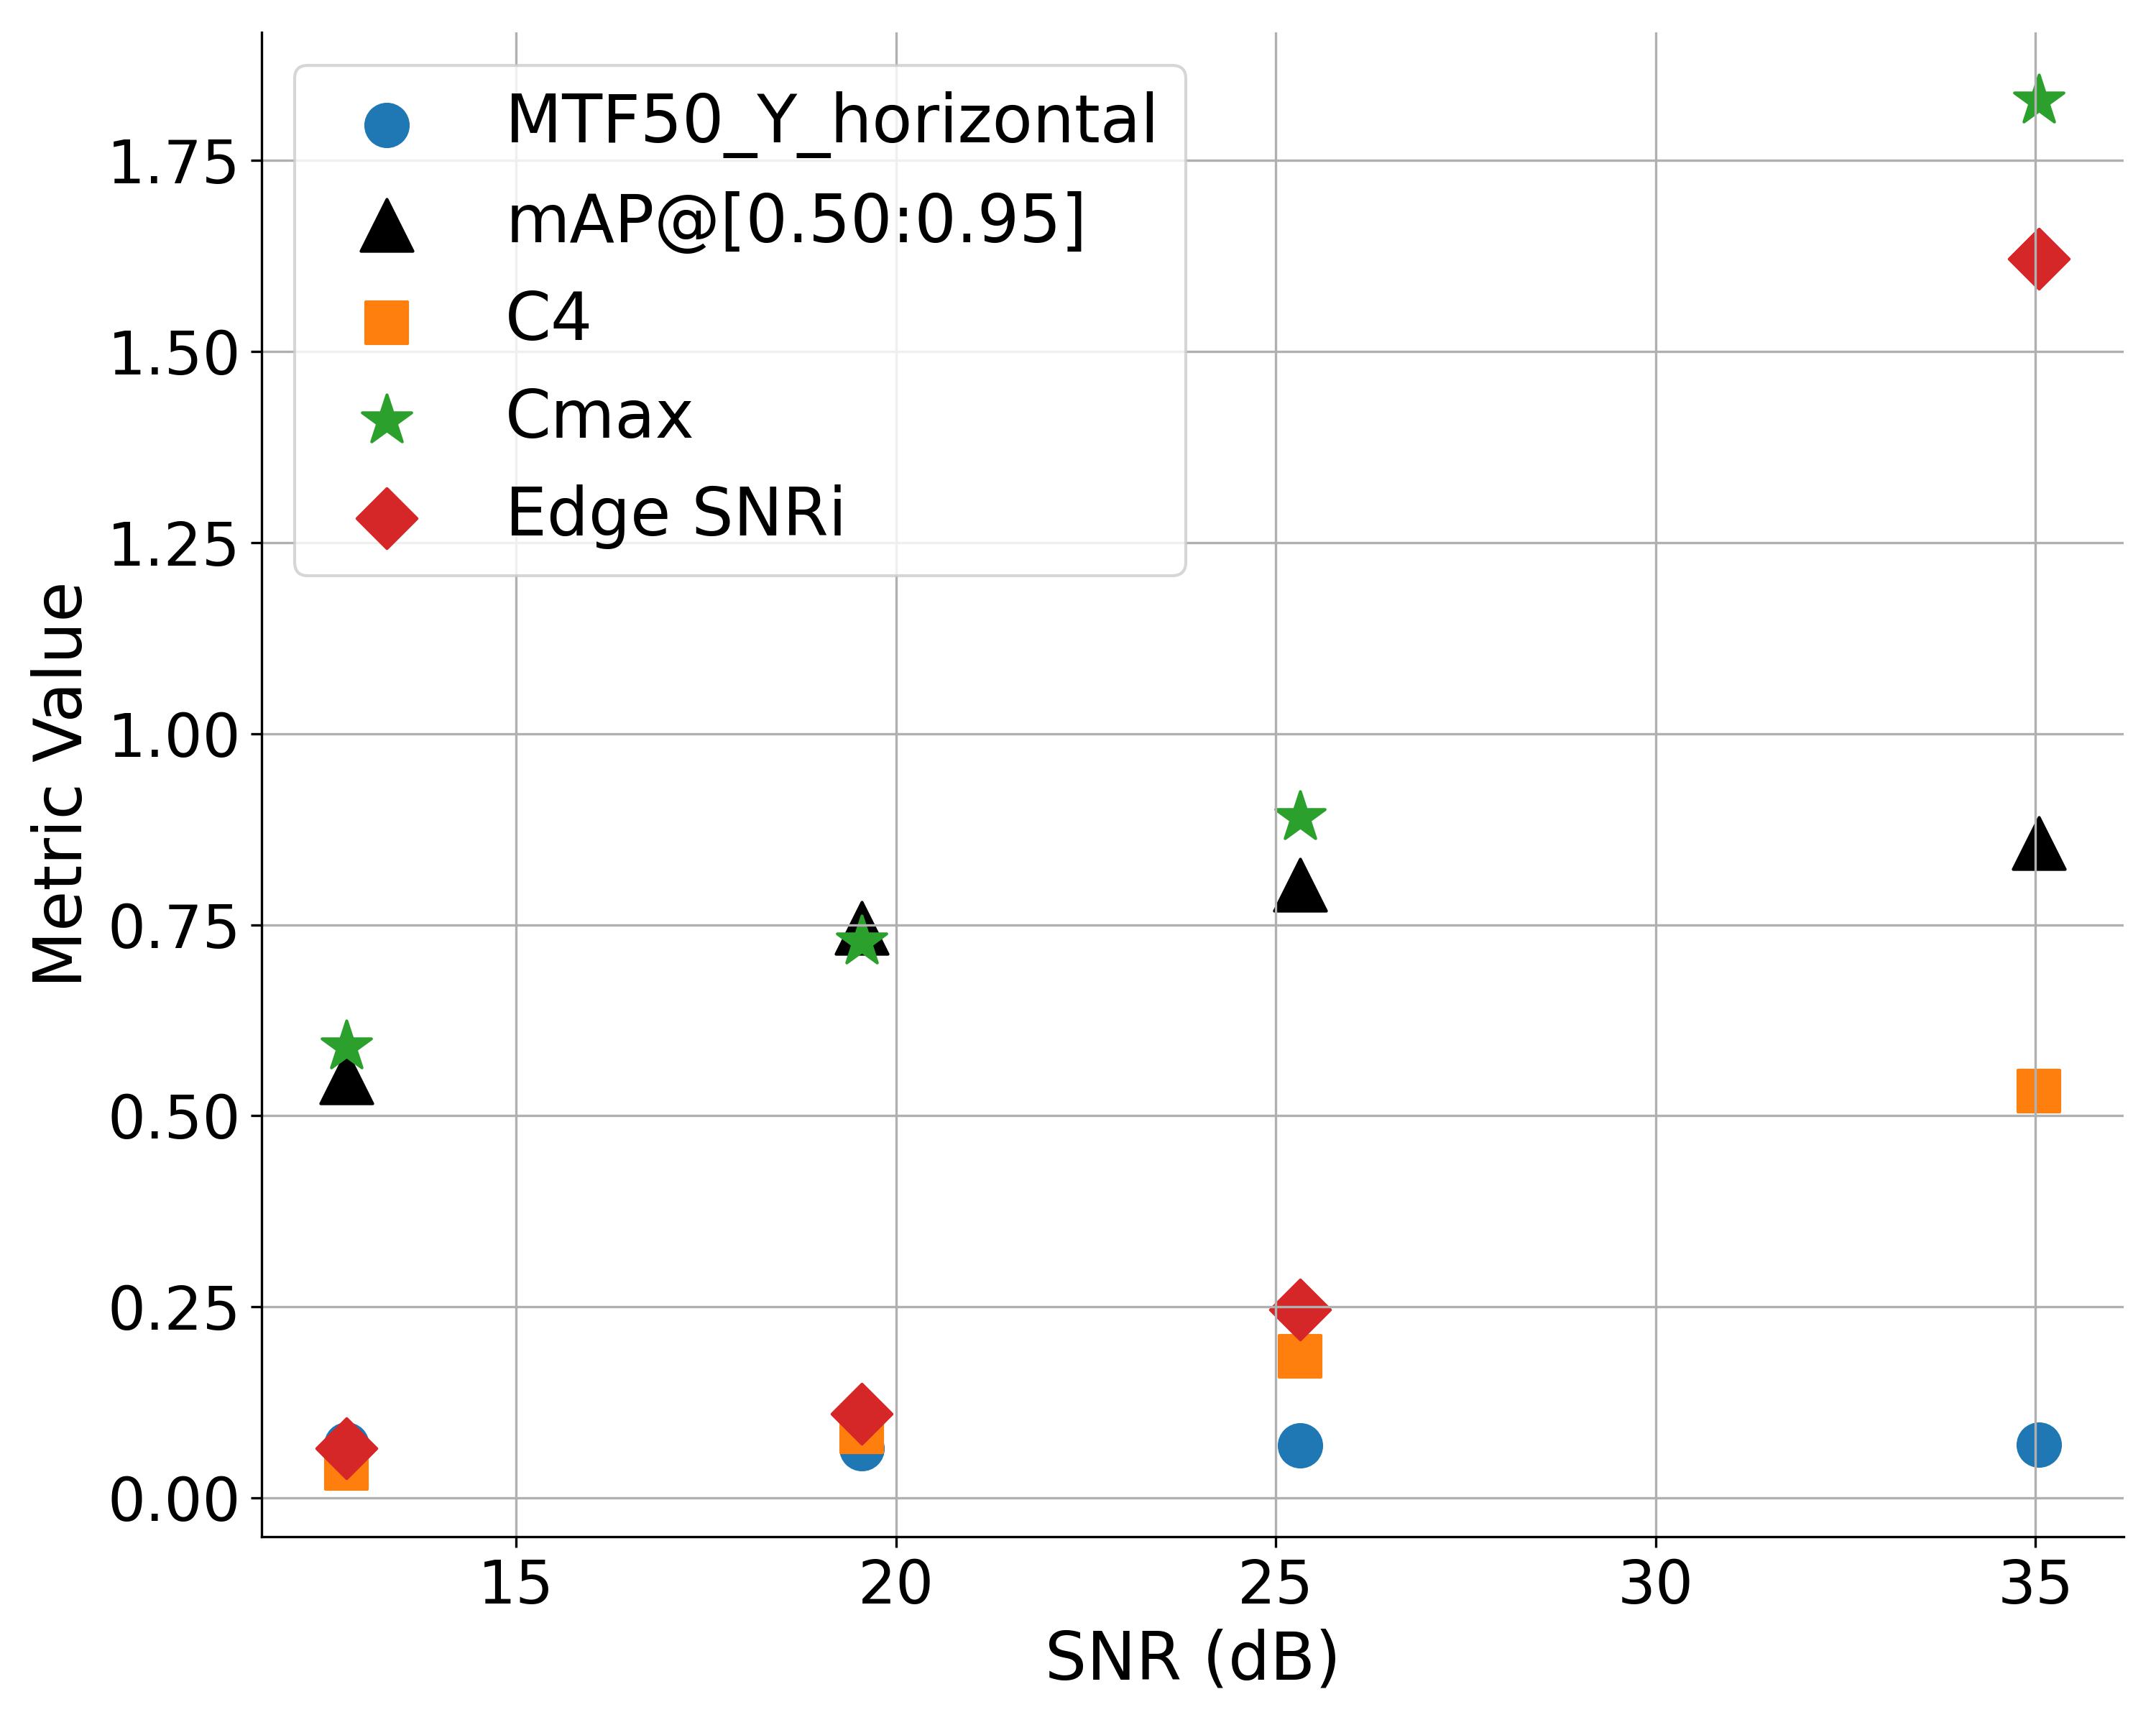 MTF50_Y_horizontal
mAP@[0.50:0.95]
C4
Cmax
Edge SNRi
Metric Value
1.75
1.50
1.25
1.00
0.75
0.50
0.25
0.00
15 20 25 30 35
SNR (dB)